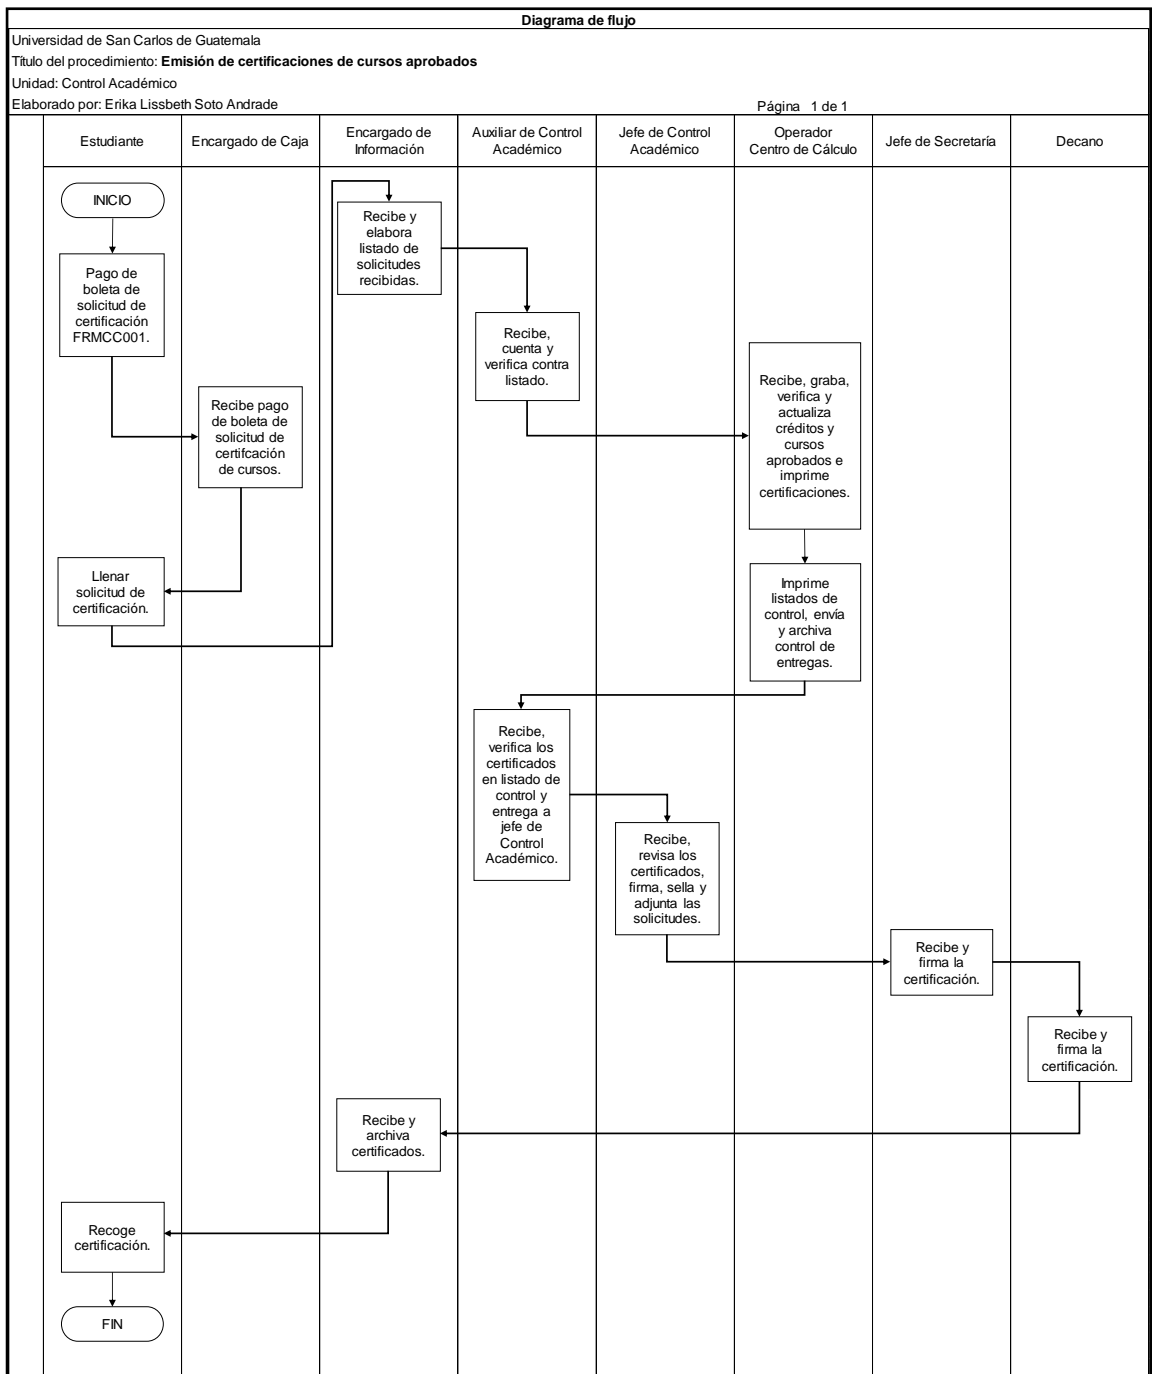 Diagrama de flujo
Universidad de San Carlos de Guatemala
Título del procedimiento: Emisión de certificaciones de cursos aprobados
Unidad: Control Académico
Elaborado por: Erika Lissbeth Soto Andrade
Página 1 de 1
Estudiante
Encargado de Caja
Encargado de
Información
Auxiliar de Control
Académico
Jefe de Control
Académico
Operador
Centro de Cálculo
Jefe de Secretaría
Decano
INICIO
Pago de
boleta de
solicitud de
certificación
FRMCC001.
Recibe pago
de boleta de
solicitud de
certifcación
de cursos.
Llenar
solicitud de
certificación.
Recibe y
elabora
listado de
solicitudes
recibidas.
Recibe,
cuenta y
verifica contra
listado.
Recibe, graba,
verifica y
actualiza
créditos y
cursos
aprobados e
imprime
certificaciones.
Imprime
listados de
control, envía
y archiva
control de
entregas.
Recibe,
verifica los
certificados
en listado de
control y
entrega a
jefe de
Control
Académico.
Recibe,
revisa los
certificados,
firma, sella y
adjunta las
solicitudes.
Recibe y
firma la
certificación.
Recibe y
firma la
certificación.
Recibe y
archiva
certificados.
Recoge
certificación.
FIN